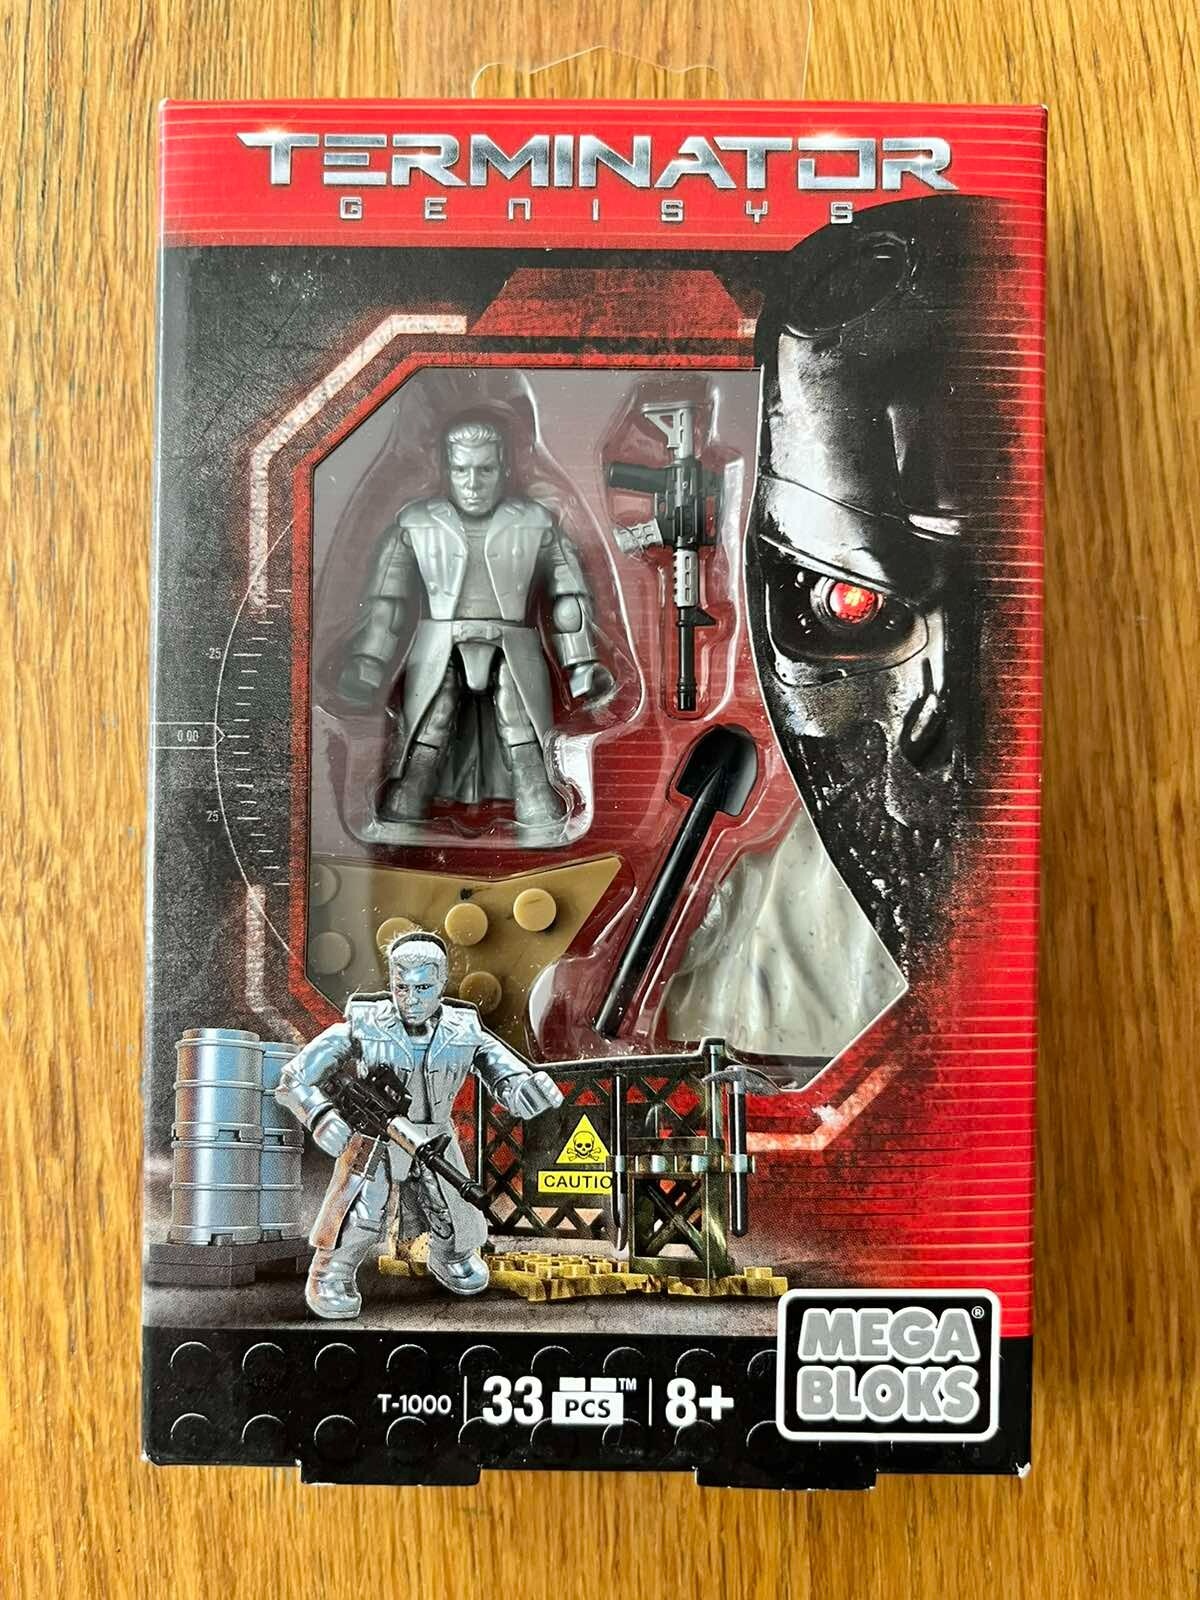 TERMINATOR
GENISYS
-25
0 00
25
CAUTIO
T-1000 33 PCS™ 8+
MEGA®
BLOKS